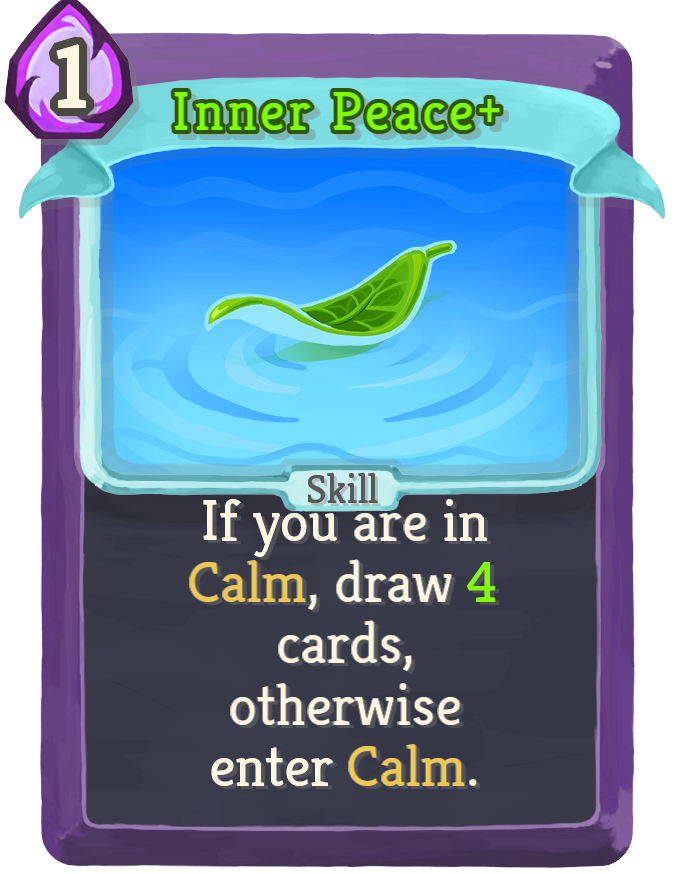 1
Inner Peace+
Skill
If you are in
Calm, draw 4
cards,
otherwise
enter Calm.